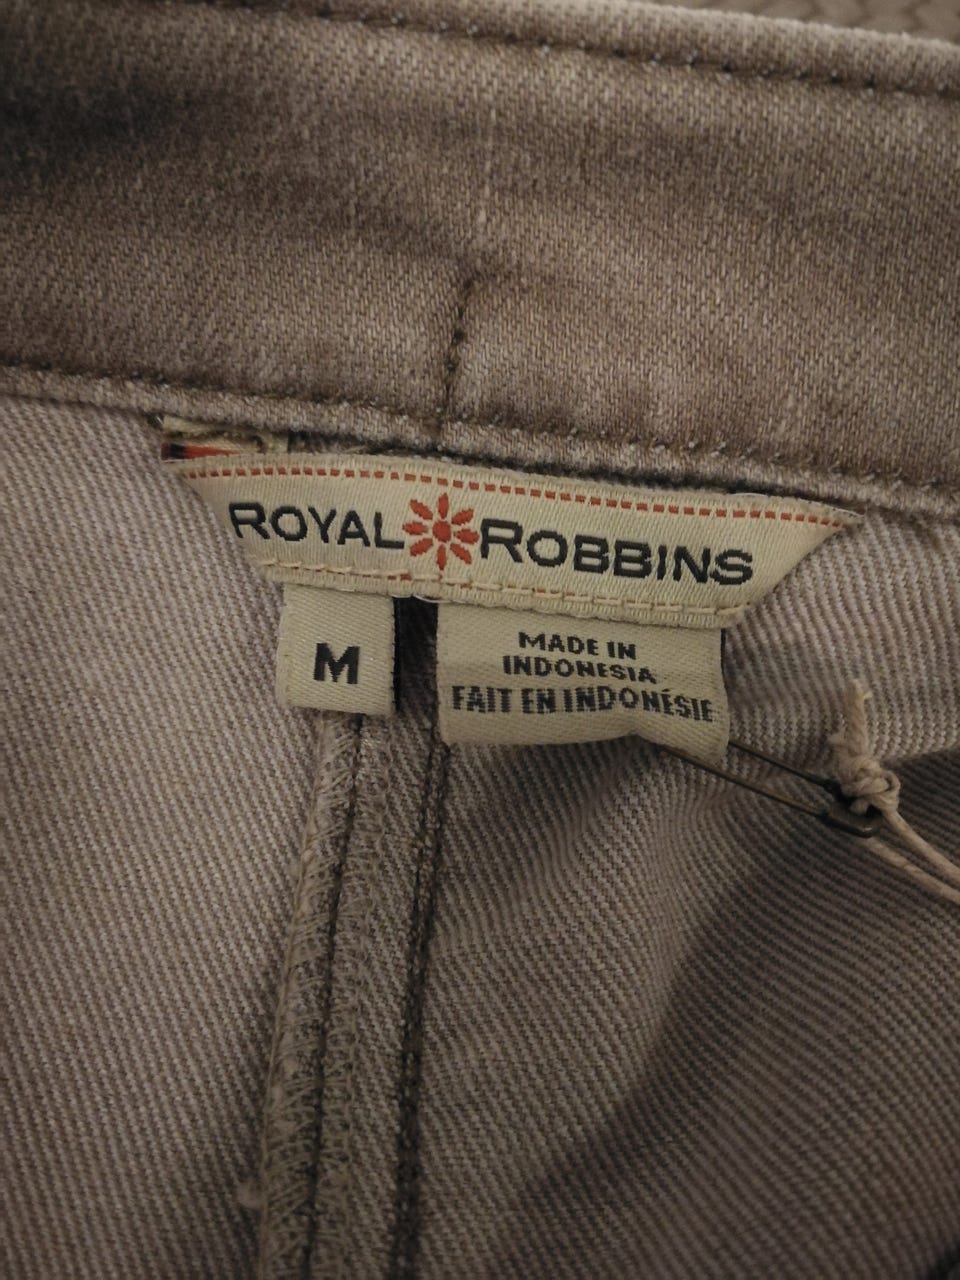 ROYAL ROBBINS
M
MADE IN
INDONESIA
FAIT EN INDONÉSIE